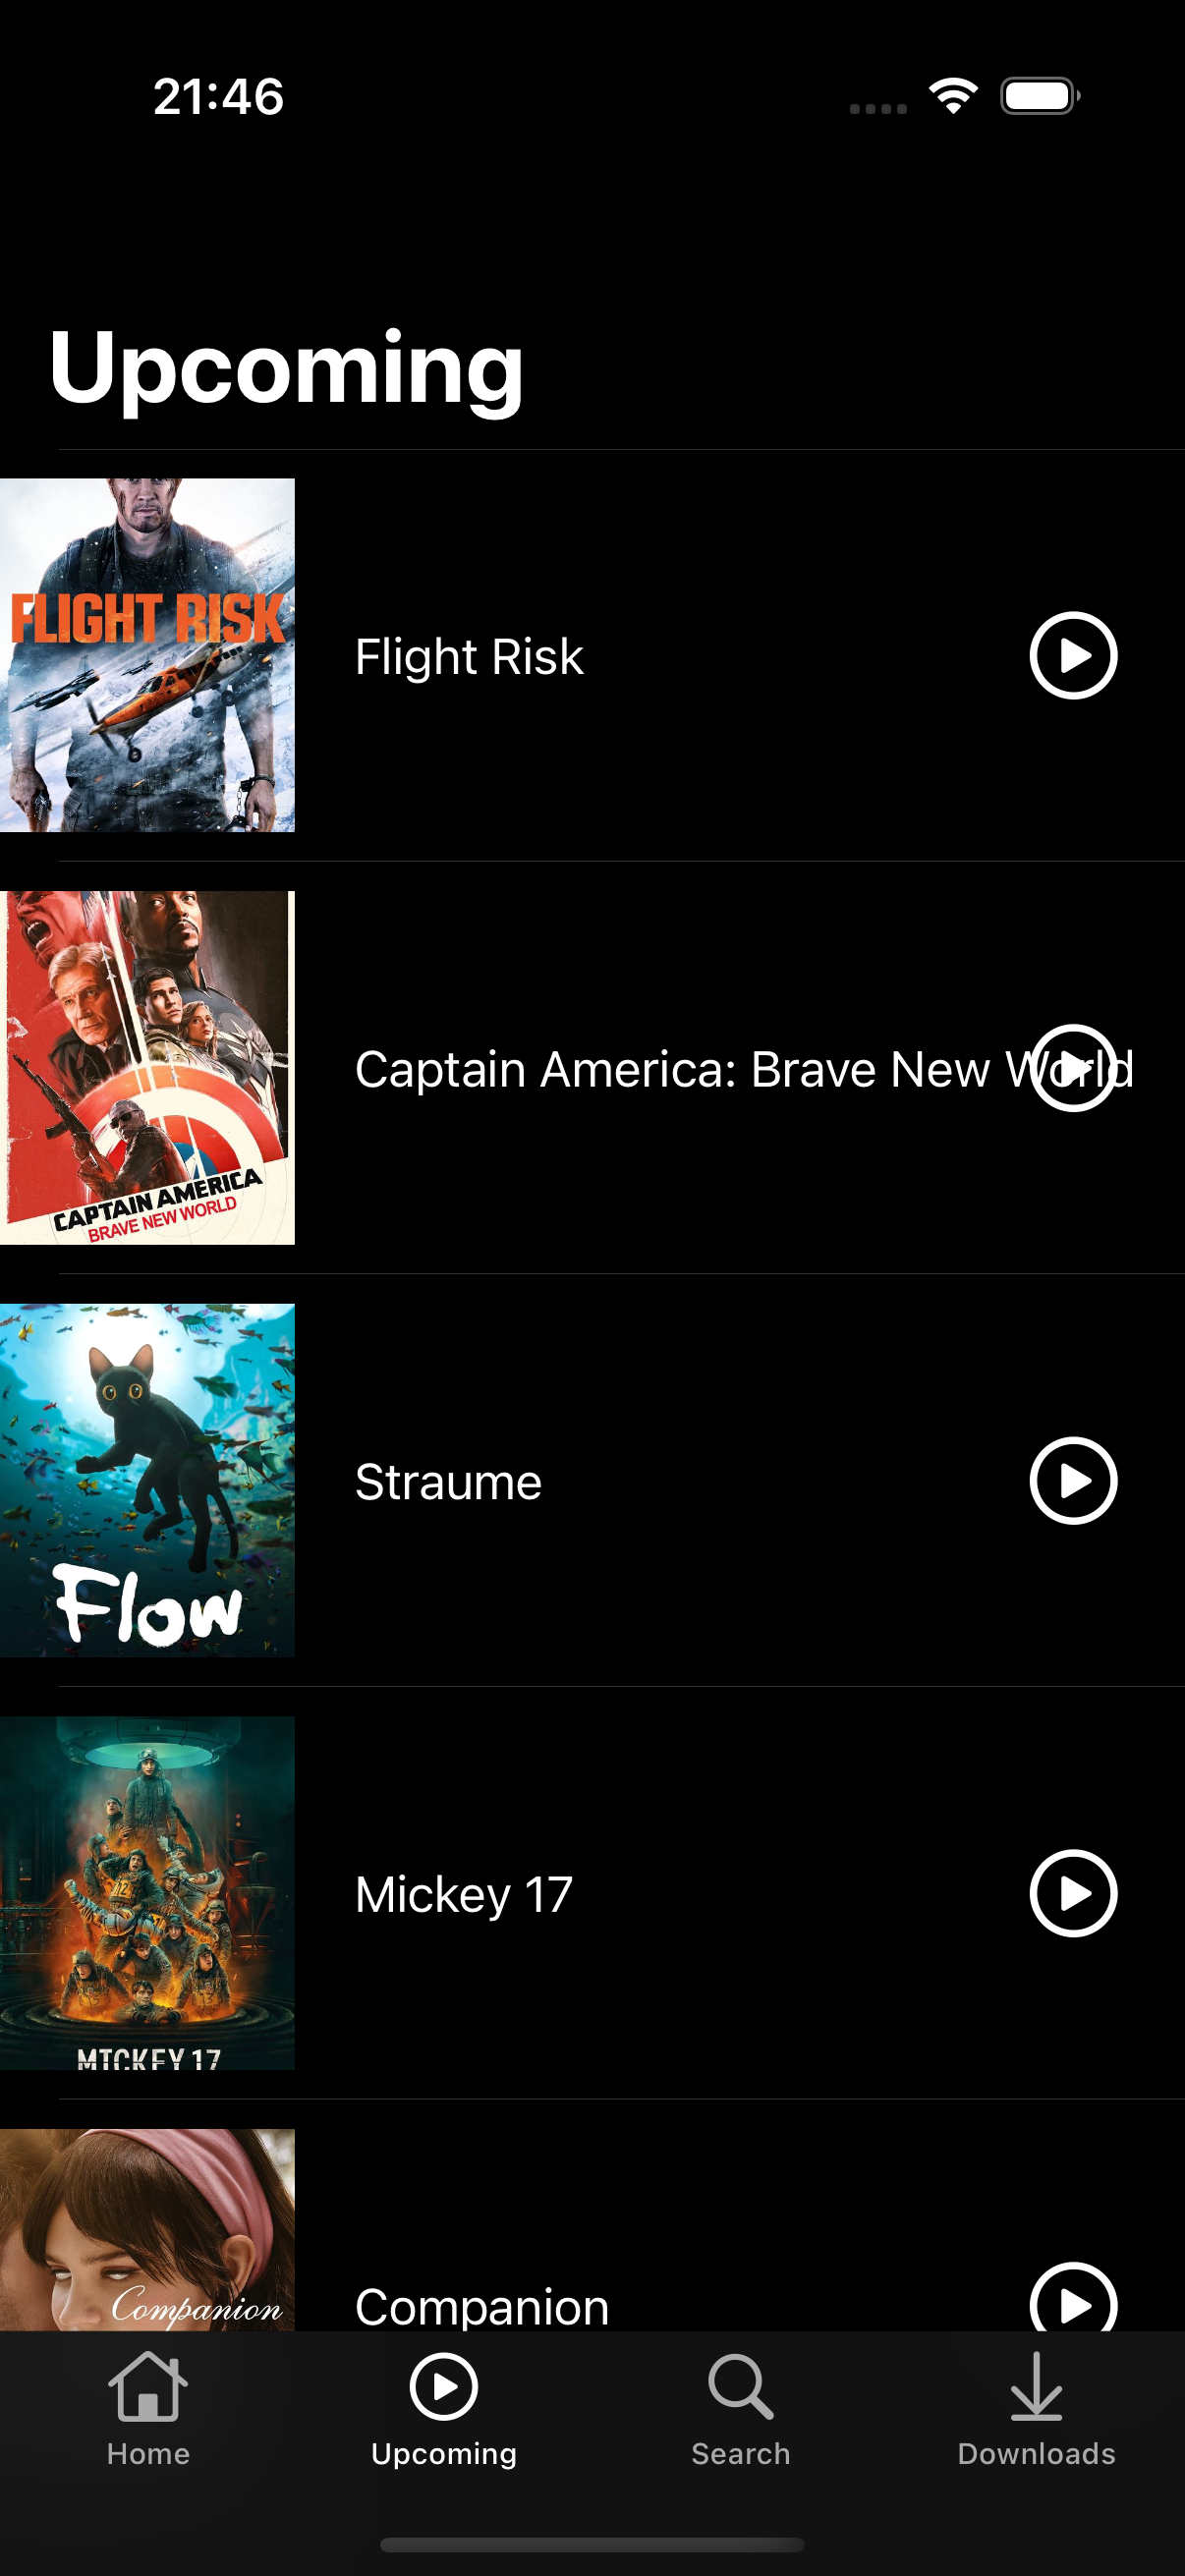 21:46
Upcoming
FLIGHT RISK
Flight Risk
CAPTAIN AMERICA
BRAVE NEW WORLD
Captain America: Brave New World
Flow
Straume
MICKEY 17
Mickey 17
Companion
Companion
Home
Upcoming
Search
Downloads